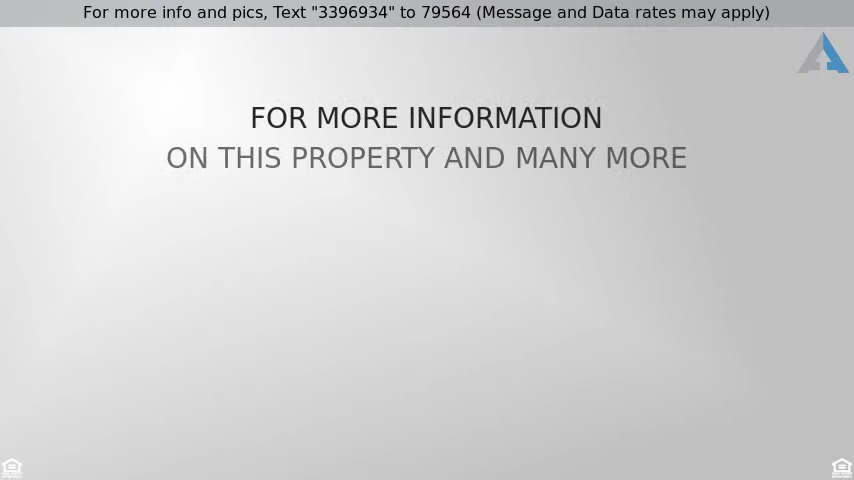 For more info and pics, Text "3396934" to 79564 (Message and Data rates may apply)
FOR MORE INFORMATION
ON THIS PROPERTY AND MANY MORE